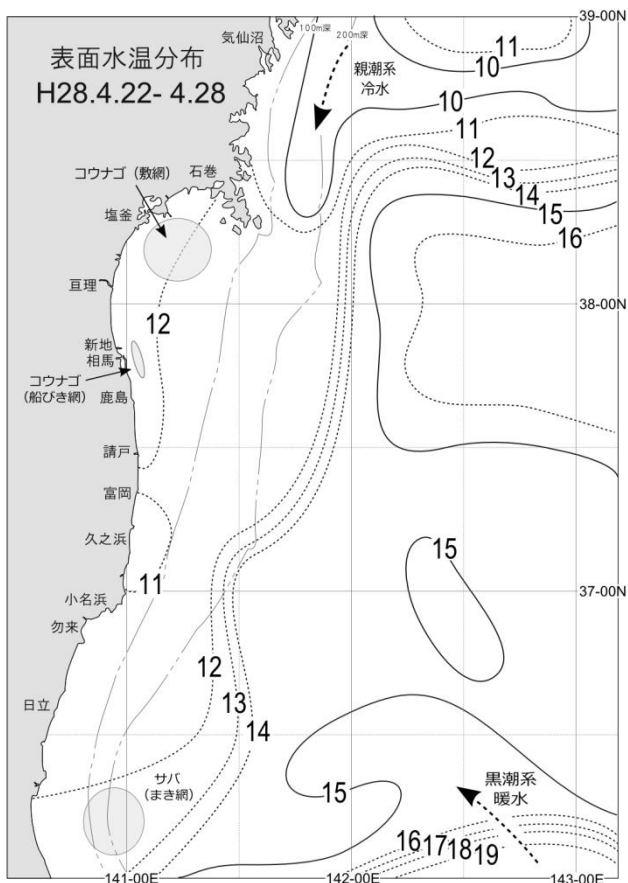 39-00N
100m深
200m深
気仙沼
11
表面水温分布
10
H28.4.22- 4.28
親潮系
冷水
10
11
コウナゴ（敷網）
石巻
12
13
14
塩釜
15
16
亘理
38-00N
12
新地
相馬
コウナゴ
（船びき網）
鹿島
請戸
富岡
久之浜
15
11
37-00N
小名浜
勿来
12
13
日立
14
サバ
（まき網）
15
黒潮系
暖水
16
17
18
19
141-00E
142-00E
143-00E